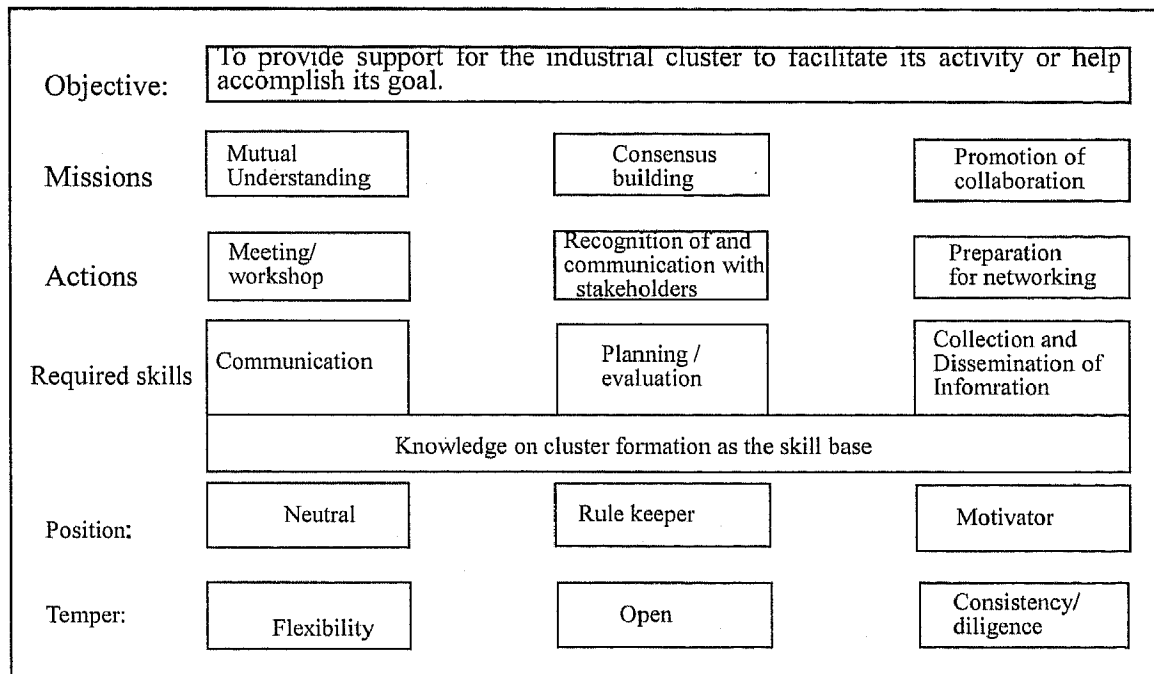 Objective:
To provide support for the industrial cluster to facilitate its activity or help
accomplish its goal.
Missions
Mutual
Understanding
Consensus
building
Promotion of
collaboration
Actions
Meeting/
workshop
Recognition of and
communication with
stakeholders
Preparation
for networking
Required skills
Communication
Planning /
evaluation
Collection and
Dissemination of
Infomration
Knowledge on cluster formation as the skill base
Position:
Neutral
Rule keeper
Motivator
Temper:
Flexibility
Open
Consistency/
diligence